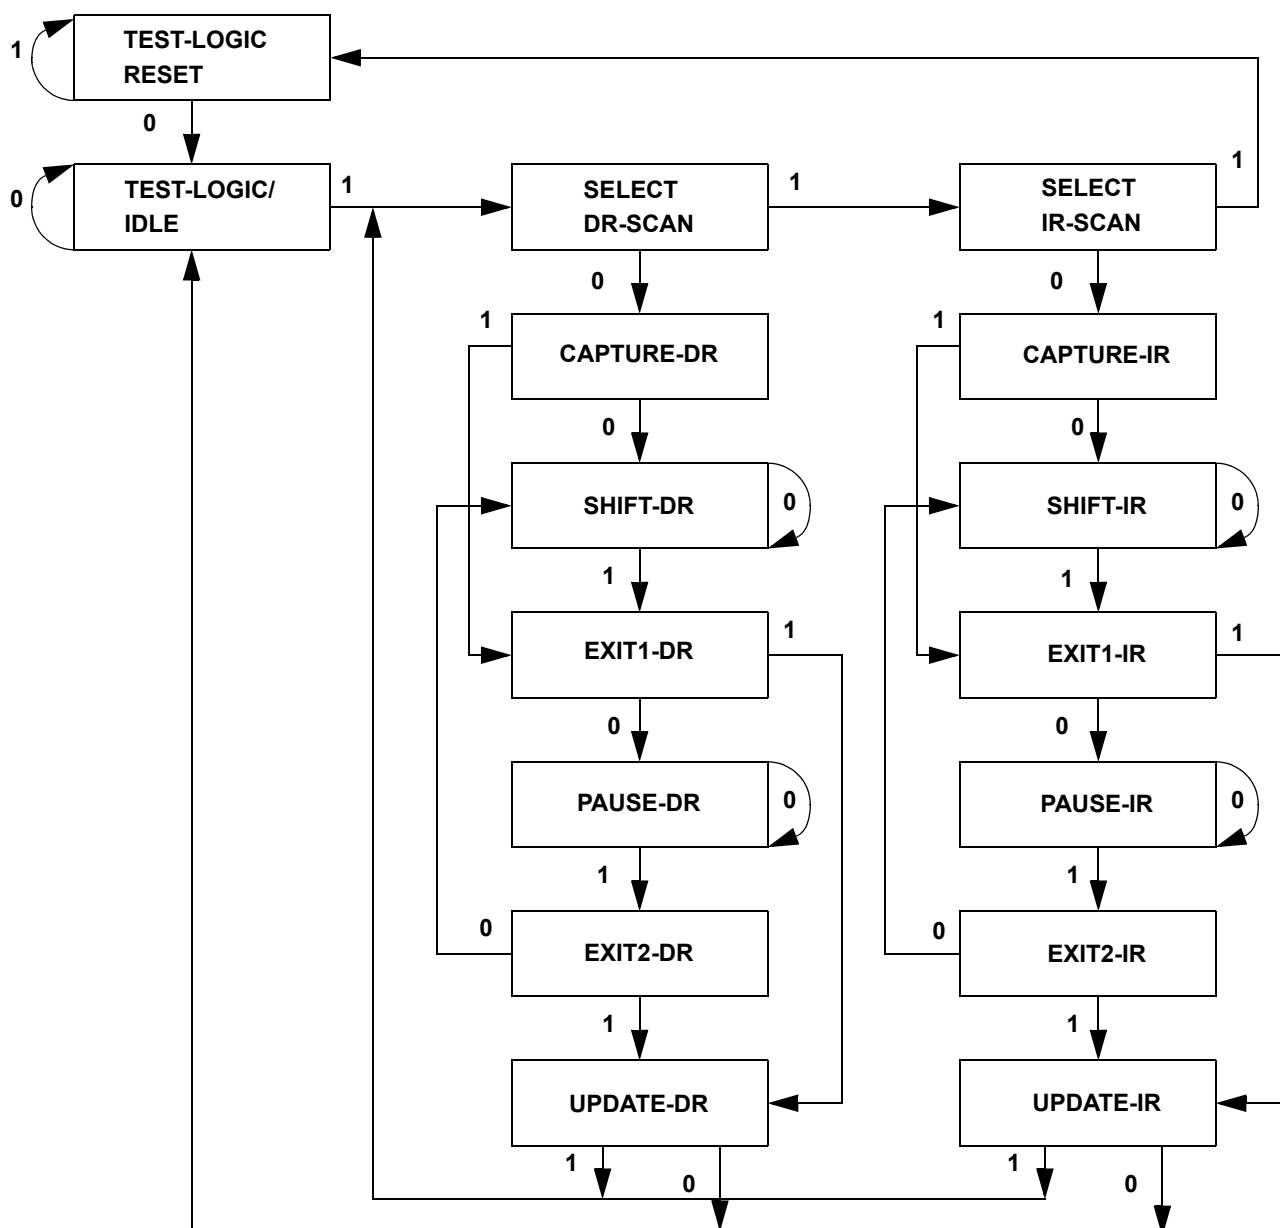 TEST-LOGIC
RESET
1
0
TEST-LOGIC/
IDLE
0
1
SELECT
DR-SCAN
1
SELECT
IR-SCAN
1
0
0
1
CAPTURE-DR
1
CAPTURE-IR
0
0
SHIFT-DR
0
SHIFT-IR
0
1
1
EXIT1-DR
1
EXIT1-IR
1
0
0
PAUSE-DR
0
PAUSE-IR
0
1
1
0
EXIT2-DR
0
EXIT2-IR
1
1
UPDATE-DR
UPDATE-IR
1
0
1
0